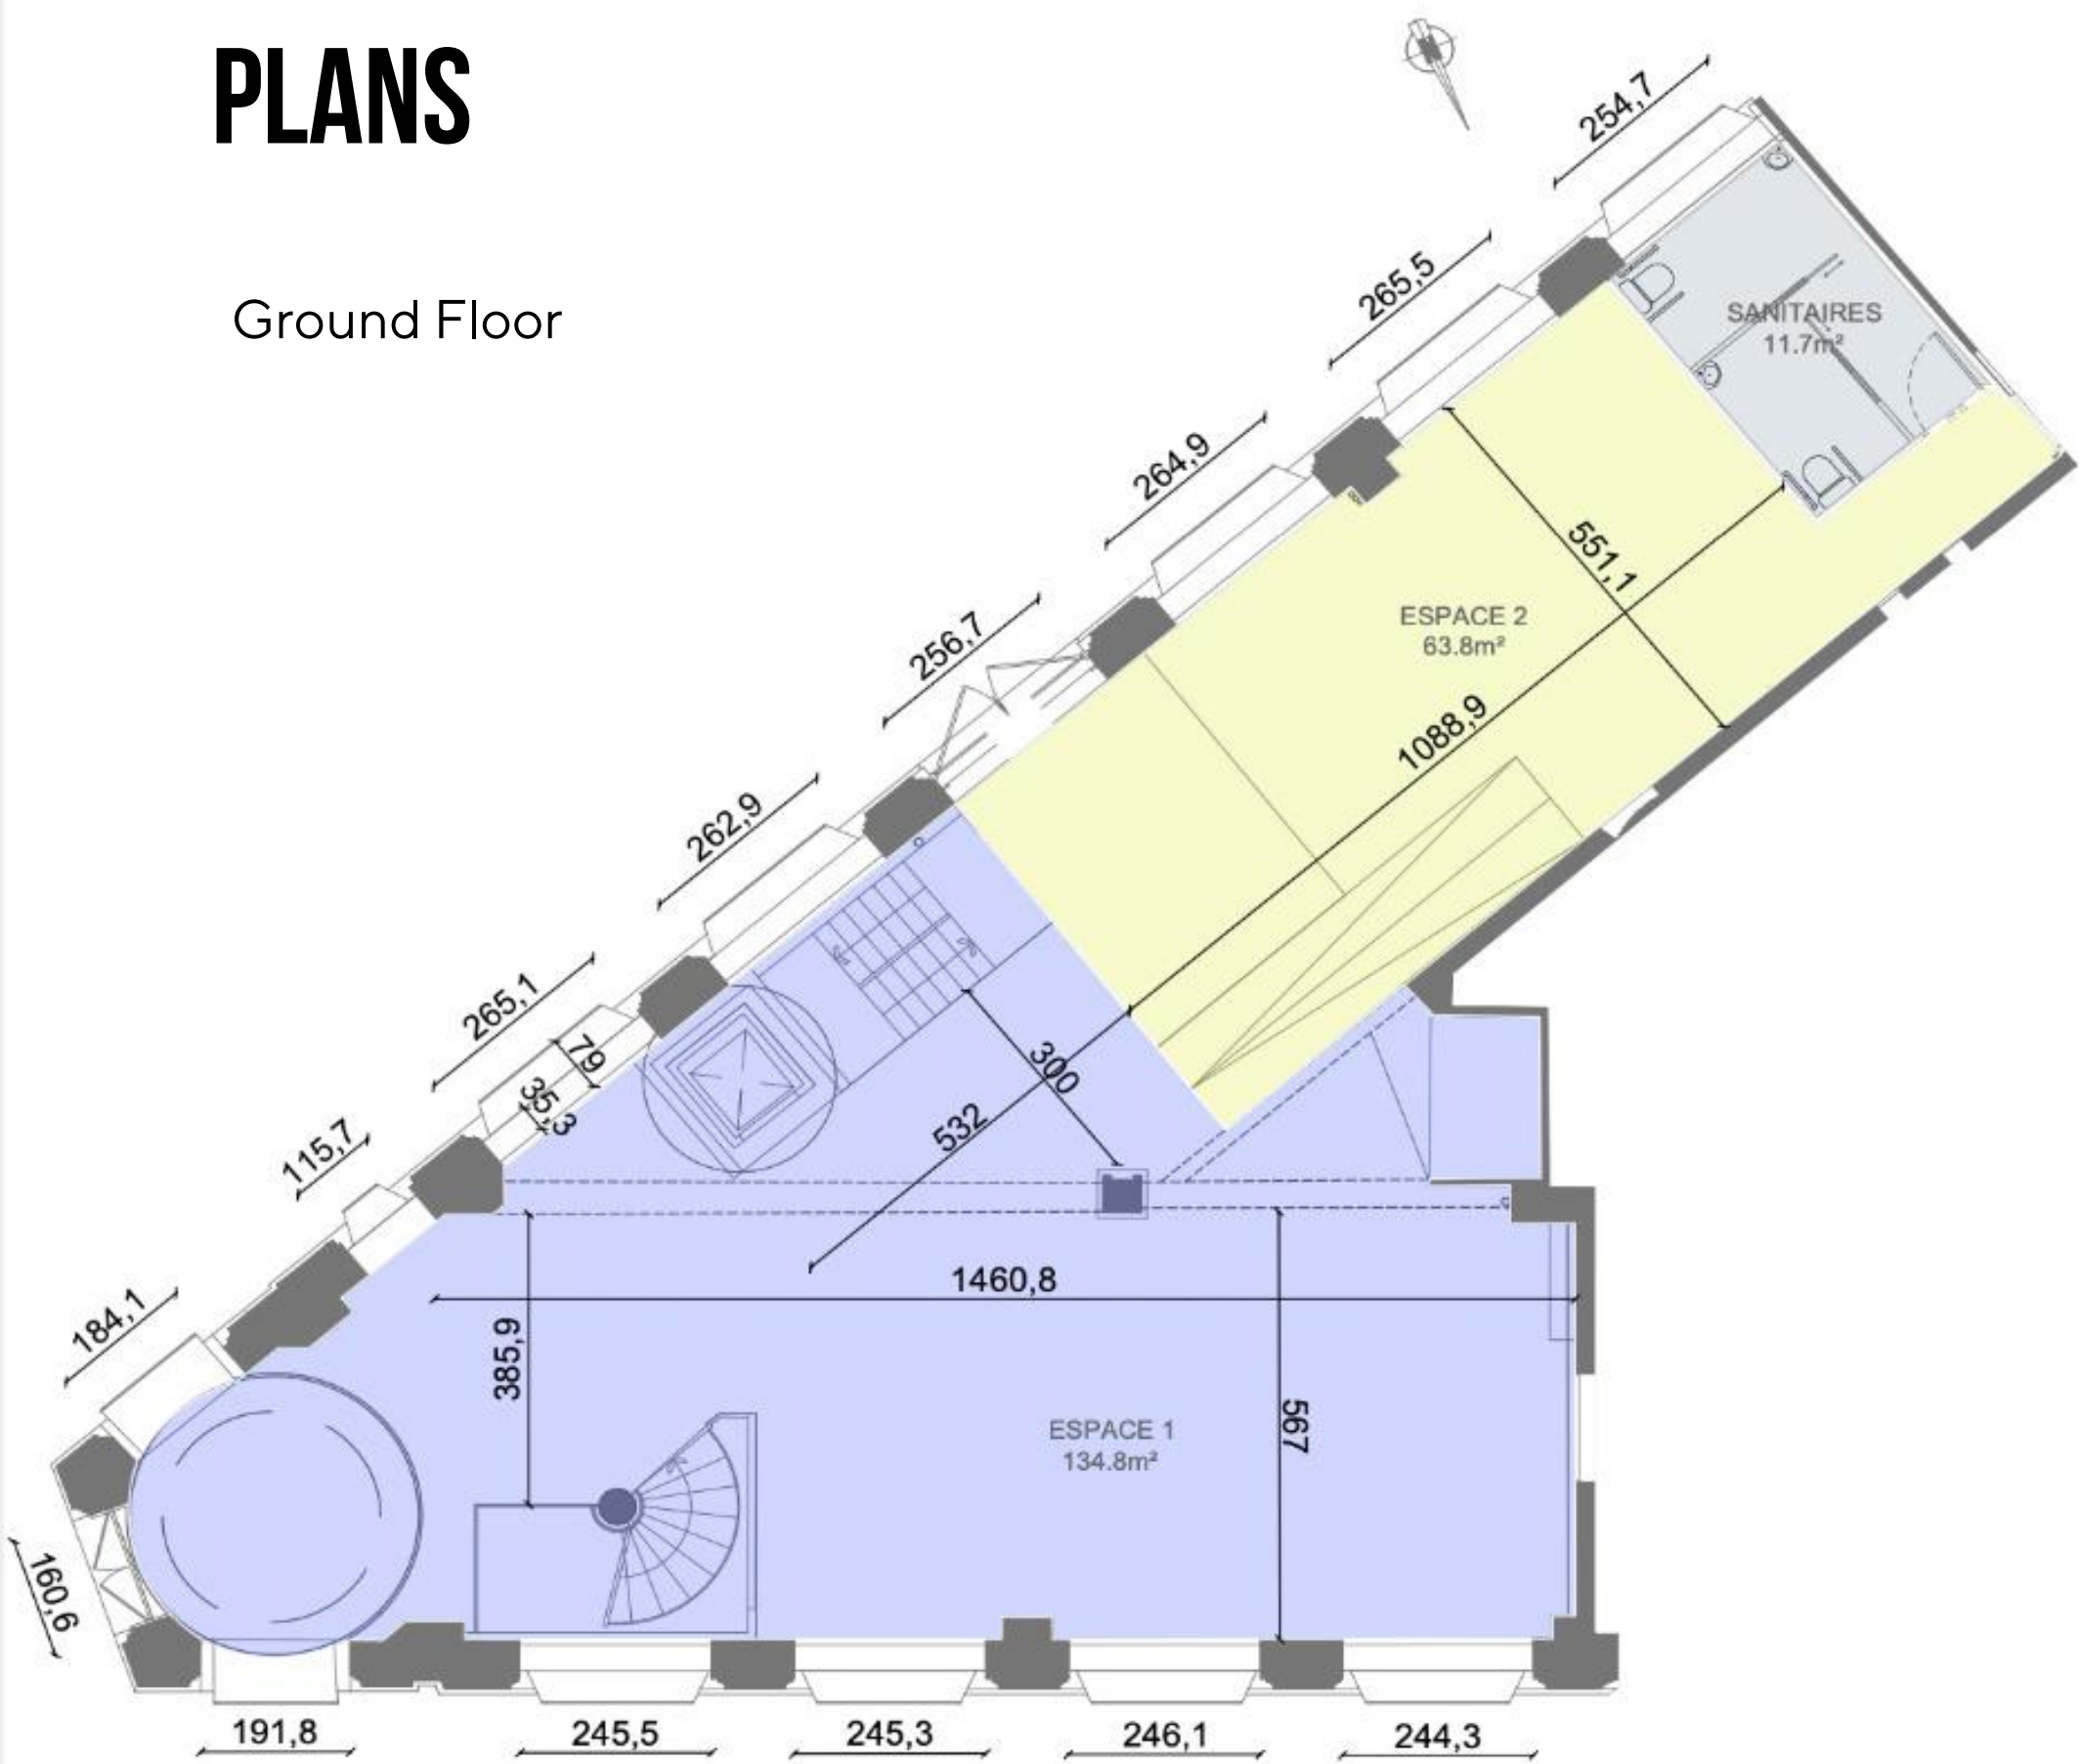 PLANS
Ground Floor
254,7
265,5
SANITAIRES
11.7m²
264,9
551,1
ESPACE 2
63.8m²
256,7
1088,9
262,9
265,1
79
35,3
300
532
115,7
1460,8
184,1
385,9
567
ESPACE 1
134.8m²
160,6
191,8
245,5
245,3
246,1
244,3